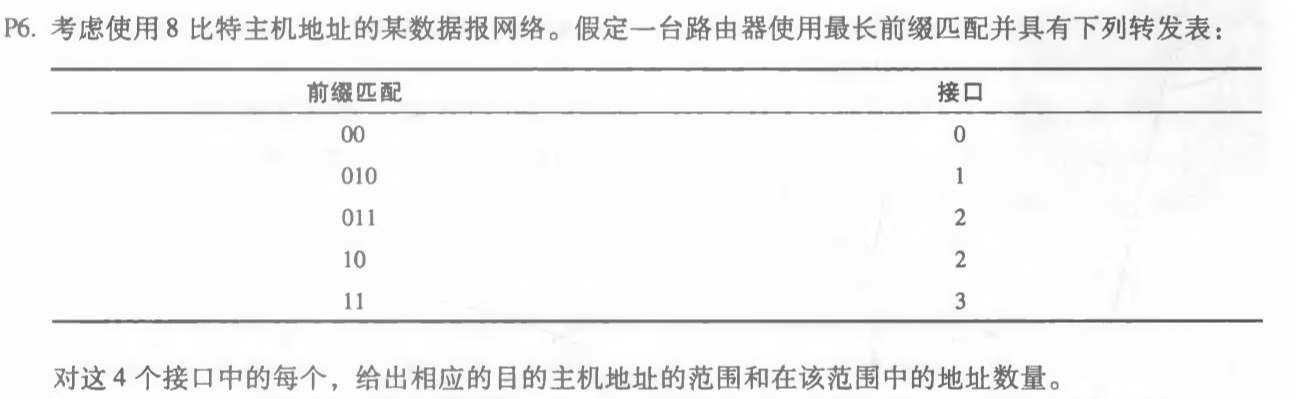 P6. 考虑使用 8 比特主机地址的某数据报网络。假定一台路由器使用最长前缀匹配并具有下列转发表：
前缀匹配 接口
00 0
010 1
011 2
10 2
11 3
对这 4 个接口中的每个，给出相应的目的主机地址的范围和在该范围中的地址数量。